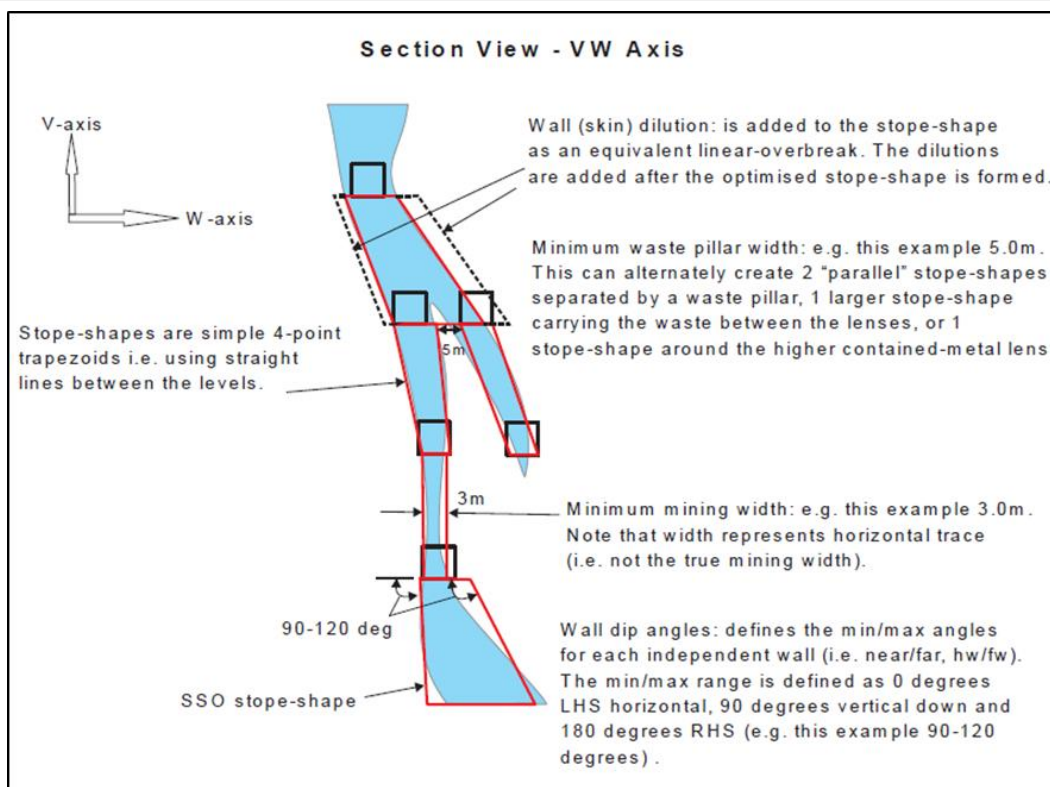 Section View - VW Axis
V-axis
W-axis
Wall (skin) dilution: is added to the stope-shape
as an equivalent linear-overbreak. The dilutions
are added after the optimised stope-shape is formed.
Minimum waste pillar width: e.g. this example 5.0m.
This can alternately create 2 “parallel” stope-shapes
separated by a waste pillar, 1 larger stope-shape
carrying the waste between the lenses, or 1
stope-shape around the higher contained-metal lens
Stope-shapes are simple 4-point
trapezoids i.e. using straight
lines between the levels.
5m
3m
Minimum mining width: e.g. this example 3.0m.
Note that width represents horizontal trace
(i.e. not the true mining width).
90-120 deg
SSO stope-shape
Wall dip angles: defines the min/max angles
for each independent wall (i.e. near/far, hw/fw).
The min/max range is defined as 0 degrees
LHS horizontal, 90 degrees vertical down and
180 degrees RHS (e.g. this example 90-120
degrees) .